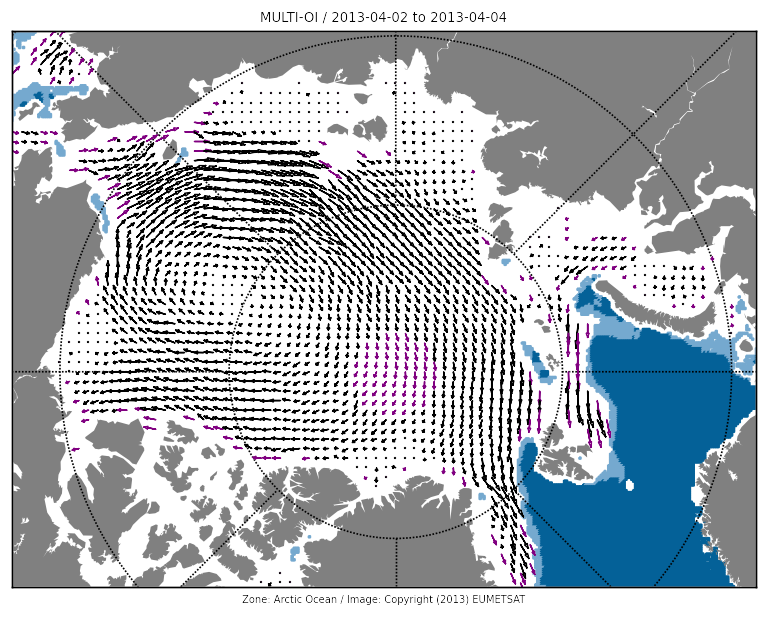 MULTI-OI / 2013-04-02 to 2013-04-04
Zone: Arctic Ocean / Image: Copyright (2013) EUMETSAT